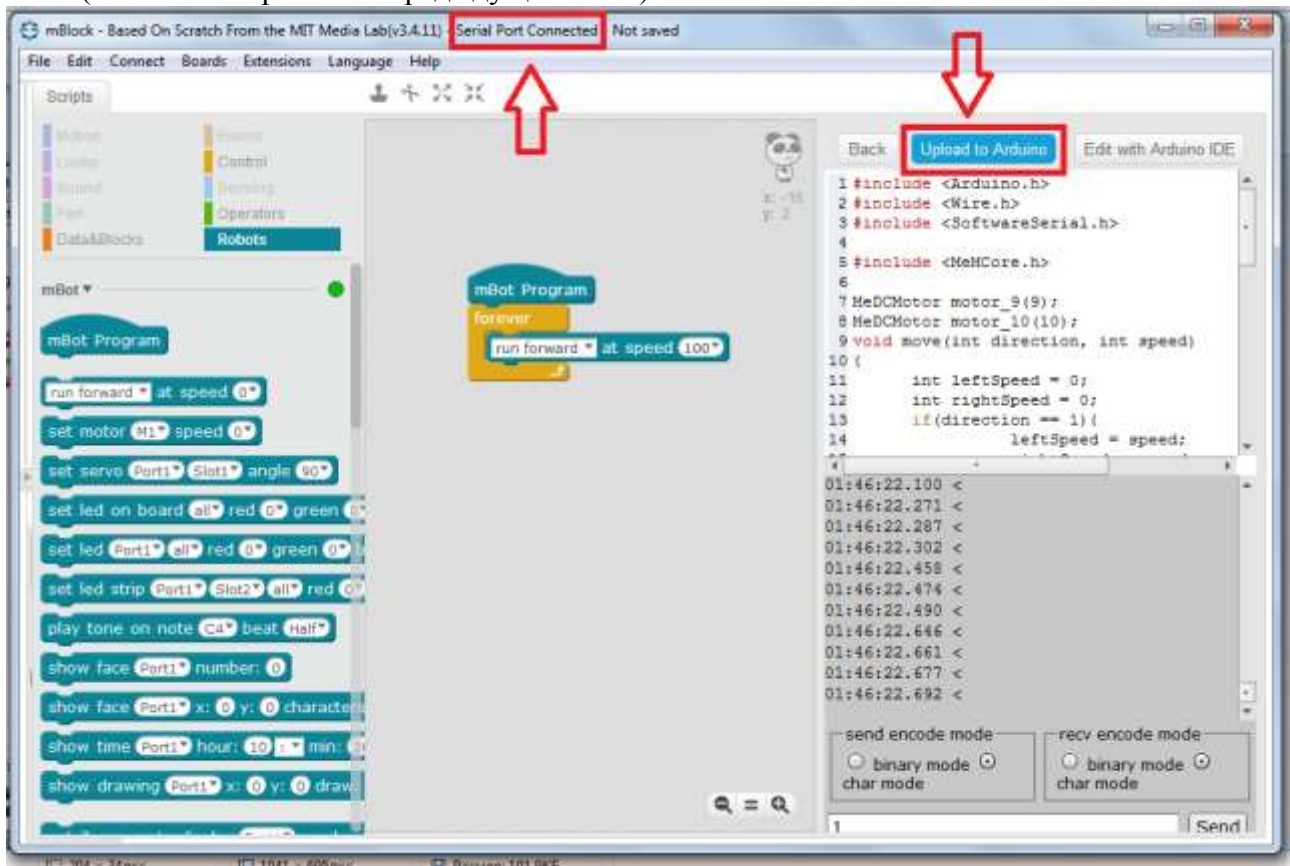 mBlock - Based On Scratch From the MIT Media Lab(v3.4.11) - Serial Port Connected - Not saved
File Edit Connect Boards Extensions Language Help
Scripts
Motion Events
Looks Control
Sound Sensing
Pen Operators
Data&Blocks Robots
mBot
mBot Program
run forward at speed 0
set motor M1 speed 0
set servo Port1 Slot1 angle 90
set led on board all red 0 green
set led Port1 all red 0 green 0
set led strip Port1 Slot2 all red 0
play tone on note C4 beat Half
show face Port1 number: 0
show face Port1 x: 0 y: 0 character
show time Port1 hour: 10 : min:
show drawing Port1 x: 0 y: 0 draw
mBot Program
forever
run forward at speed 100
y: 2
Back Upload to Arduino Edit with Arduino IDE
1 #include <Arduino.h>
2 #include <Wire.h>
3 #include <SoftwareSerial.h>
4
5 #include <MeMCore.h>
6
7 MeDCMotor motor_9(9);
8 MeDCMotor motor_10(10);
9 void move(int direction, int speed)
10 {
11 int leftSpeed = 0;
12 int rightSpeed = 0;
13 if(direction == 1){
14 leftSpeed = speed;
01:46:22.100 <
01:46:22.271 <
01:46:22.287 <
01:46:22.302 <
01:46:22.458 <
01:46:22.474 <
01:46:22.490 <
01:46:22.646 <
01:46:22.661 <
01:46:22.677 <
01:46:22.692 <
send encode mode
binary mode
char mode
recv encode mode
binary mode
char mode
1
Send